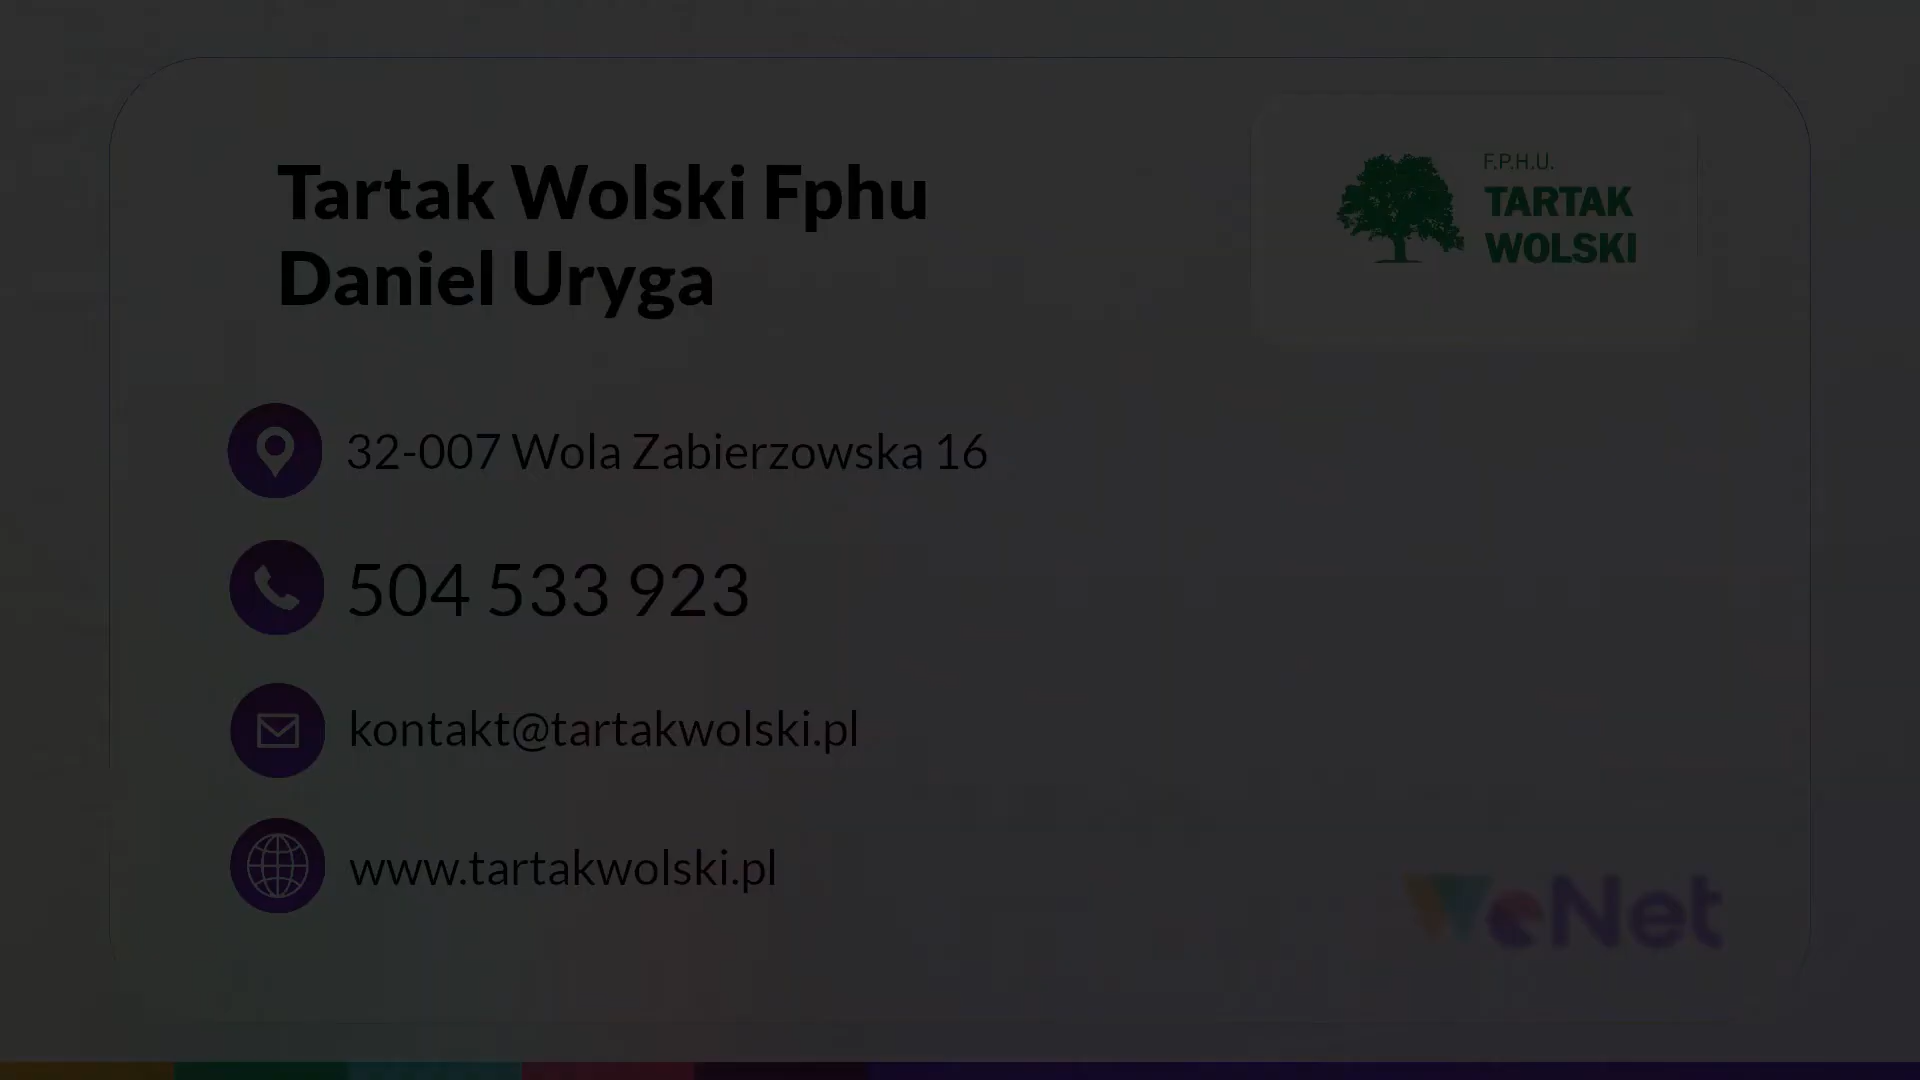 Tartak Wolski Fphu
Daniel Uryga
F.P.H.U.
TARTAK
WOLSKI
32-007 Wola Zabierzowska 16
504 533 923
kontakt@tartakwolski.pl
www.tartakwolski.pl
WeNet